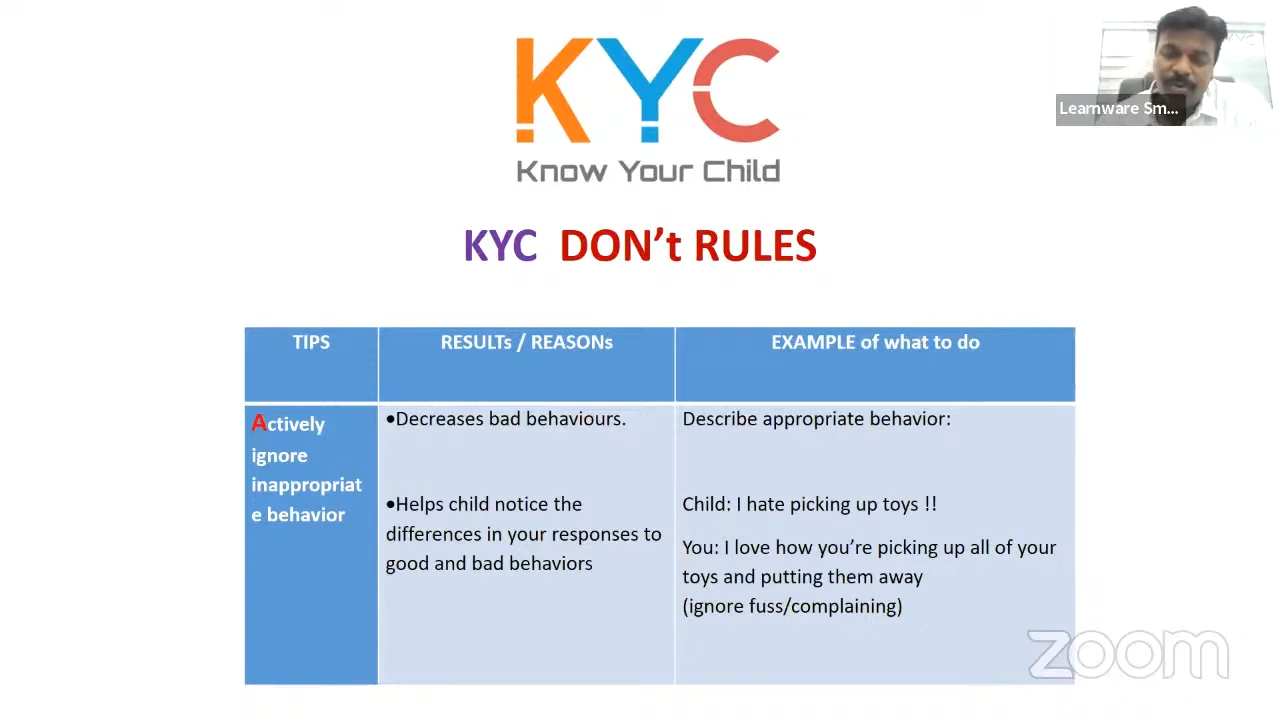 KYC
Know Your Child
Learnware Sm...
KYC DON’t RULES
TIPS
RESULTs / REASONs
EXAMPLE of what to do
Actively
ignore
inappropriat
e behavior
•Decreases bad behaviours.
•Helps child notice the
differences in your responses to
good and bad behaviors
Describe appropriate behavior:
Child: I hate picking up toys !!
You: I love how you’re picking up all of your
toys and putting them away
(ignore fuss/complaining)
zoom